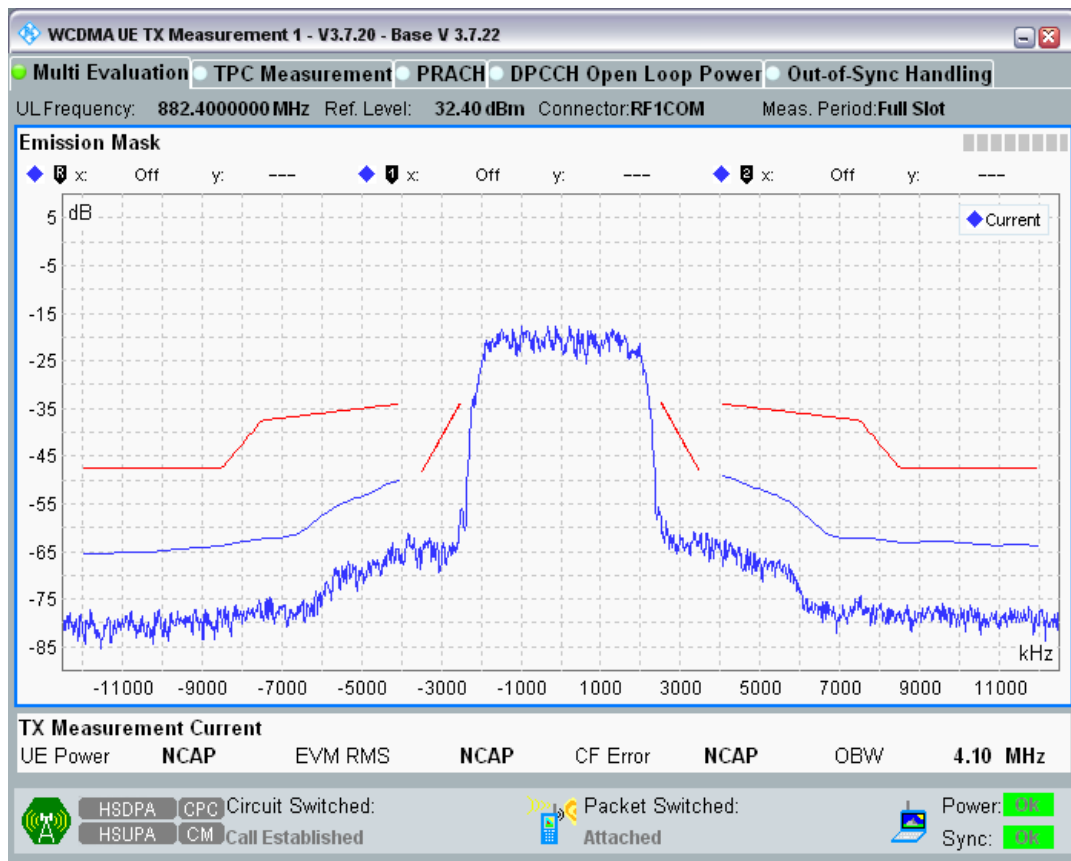 WCDMA UE TX Measurement 1 - V3.7.20 - Base V 3.7.22
Multi Evaluation TPC Measurement PRACH DPCCH Open Loop Power Out-of-Sync Handling
UL Frequency: 882.4000000 MHz Ref. Level: 32.40 dBm Connector:RF1COM Meas. Period:Full Slot
Emission Mask
R x: Off y: --- 1 x: Off y: --- 2 x: Off y: ---
dB
Current
5
-5
-15
-25
-35
-45
-55
-65
-75
-85
kHz
-11000 -9000 -7000 -5000 -3000 -1000 1000 3000 5000 7000 9000 11000
TX Measurement Current
UE Power NCAP EVM RMS NCAP CF Error NCAP OBW 4.10 MHz
HSDPA CPC Circuit Switched: Packet Switched: Power: Ok
HSUPA CM Call Established Attached Sync: Ok